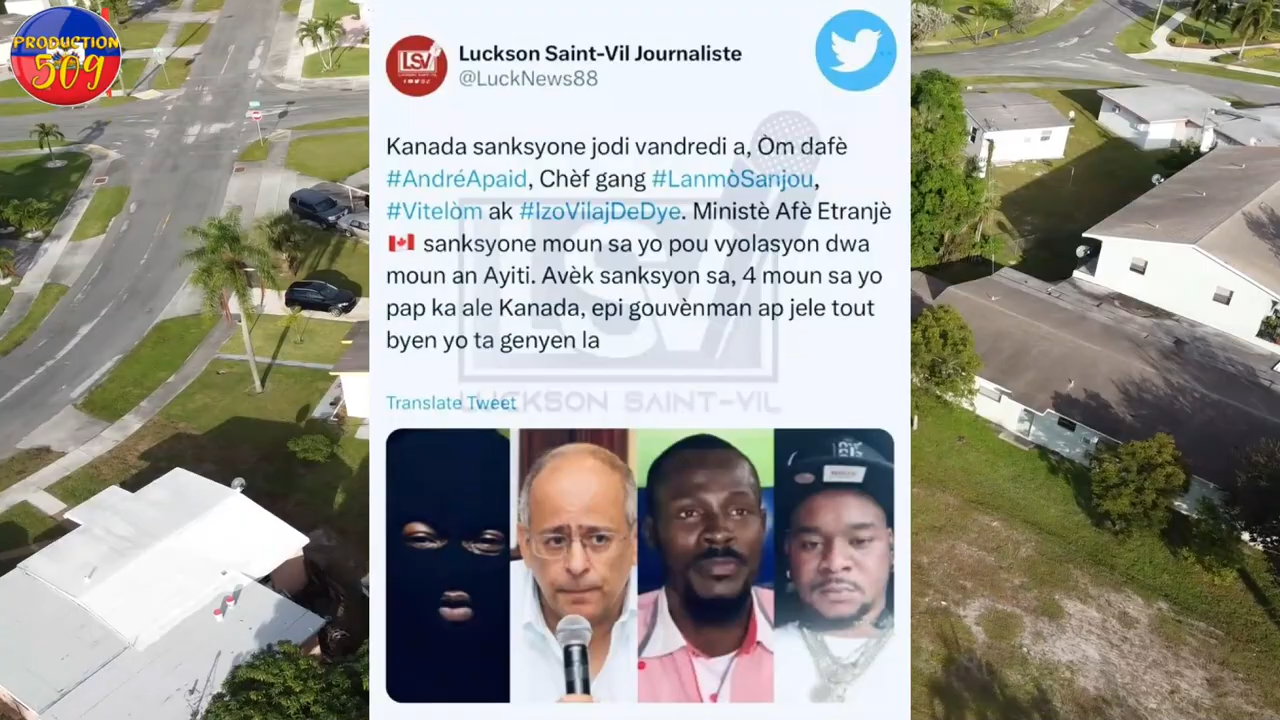 PRODUCTION
509
LSV
Luckson Saint-Vil Journaliste
@LuckNews88
Kanada sanksyone jodi vandredi a, Òm dafè
#AndréApaid, Chèf gang #LanmòSanjou,
#Vitelòm ak #IzoVilajDeDye. Ministè Afè Etranjè
🇨🇦 sanksyone moun sa yo pou vyolasyon dwa
moun an Ayiti. Avèk sanksyon sa, 4 moun sa yo
pap ka ale Kanada, epi gouvènman ap jele tout
byen yo ta genyen la
LSV
LUCKSON SAINT-VIL
Translate Tweet